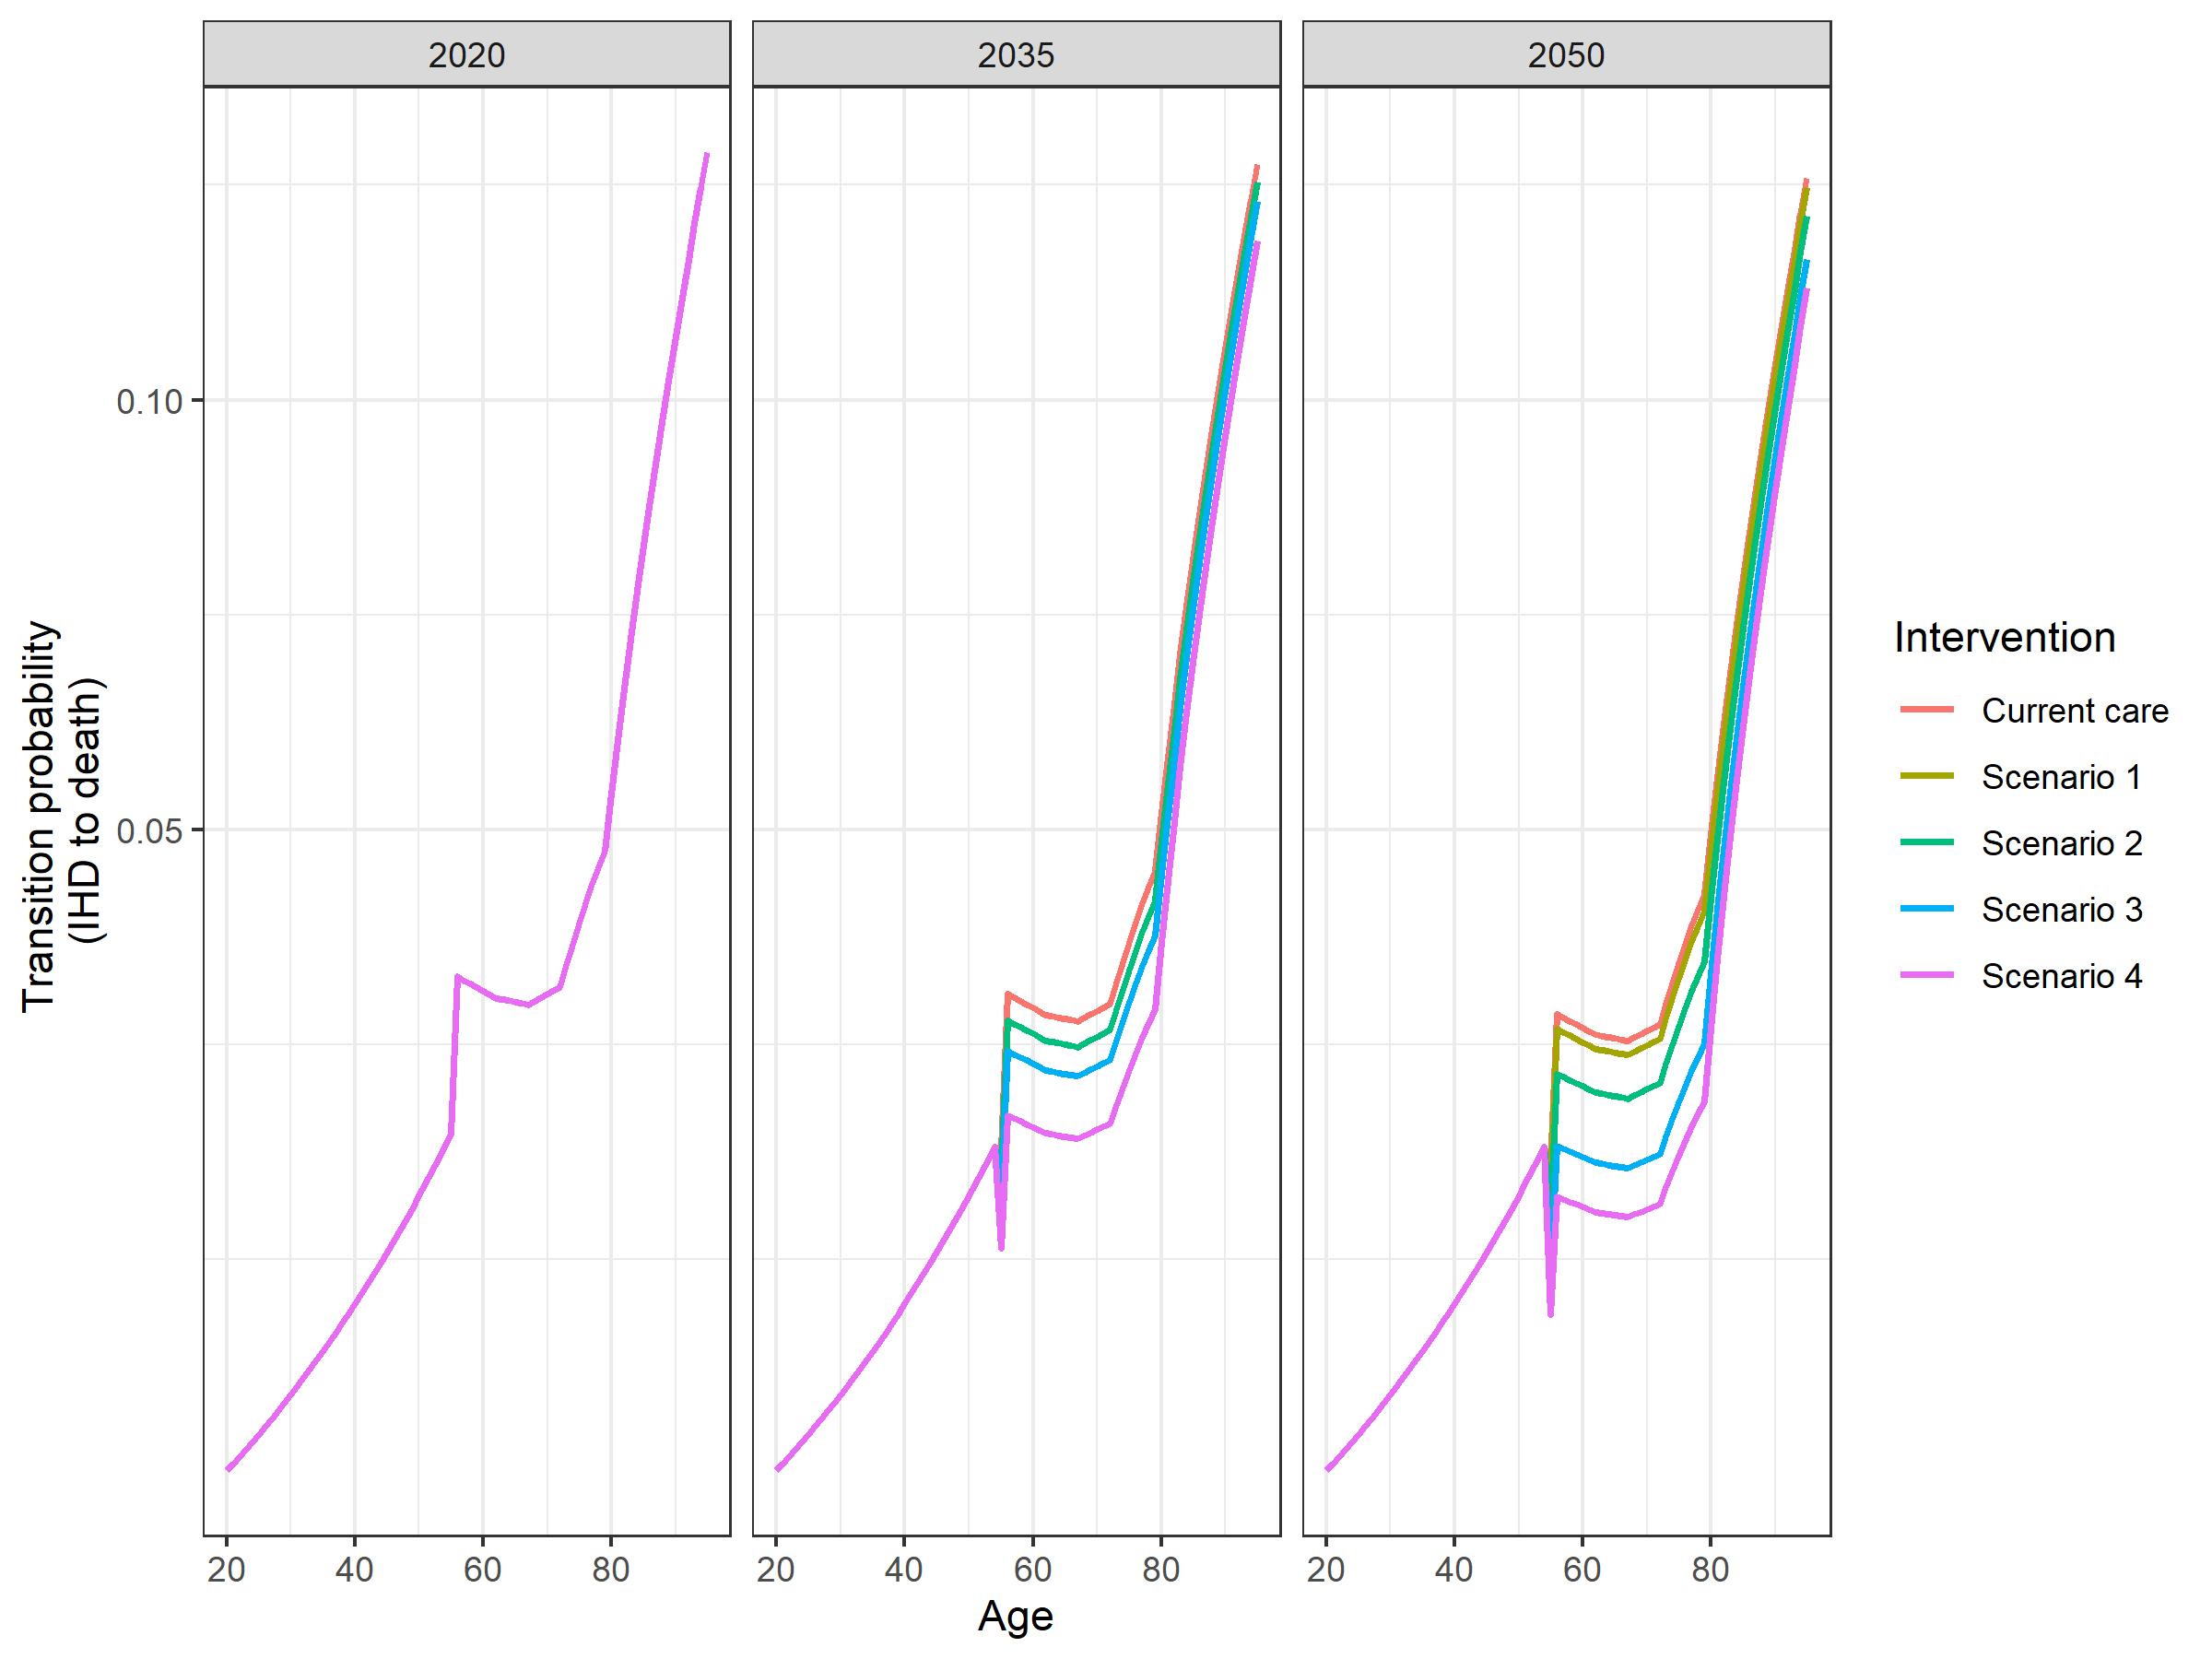 2020
2035
2050
Transition probability
(IHD to death)
0.10
0.05
20 40 60 80
20 40 60 80
20 40 60 80
Age
Intervention
Current care
Scenario 1
Scenario 2
Scenario 3
Scenario 4